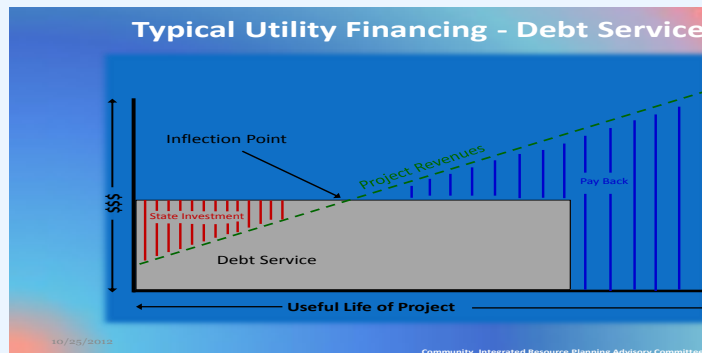 Typical Utility Financing - Debt Service
Inflection Point
Project Revenues
Pay Back
$$$
State Investment
Debt Service
Useful Life of Project
10/25/2012
Community Integrated Resource Planning Advisory Committee